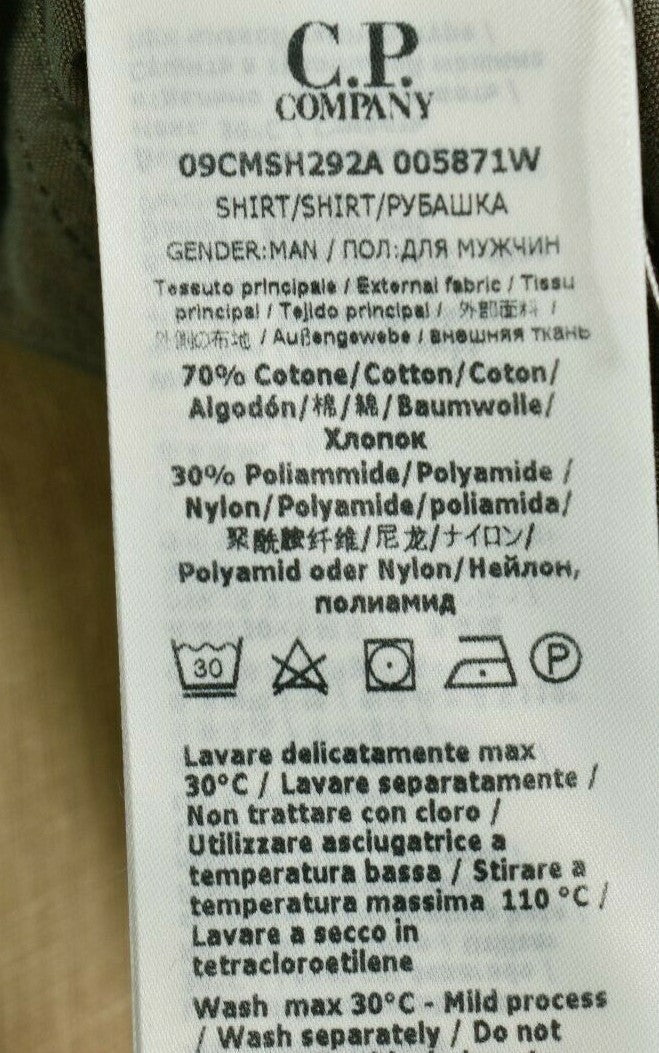 C.P.
COMPANY
09CMSH292A 005871W
SHIRT/SHIRT/РУБАШКА
GENDER:MAN / ПОЛ:ДЛЯ МУЖЧИН
Tessuto principale / External fabric / Tissu
principal / Tejido principal / 外部面料 /
外側の布地 / Außengewebe / внешняя ткань
70% Cotone/Cotton/Coton/
Algodón/棉/綿/Baumwolle/
Хлопок
30% Poliammide/Polyamide /
Nylon/Polyamide/poliamida/
聚酰胺纤维/尼龙/ナイロン/
Polyamid oder Nylon/Нейлон,
полиамид
30 P
Lavare delicatamente max
30°C / Lavare separatamente /
Non trattare con cloro /
Utilizzare asciugatrice a
temperatura bassa / Stirare a
temperatura massima 110 °C /
Lavare a secco in
tetracloroetilene
Wash max 30°C - Mild process
/ Wash separately / Do not